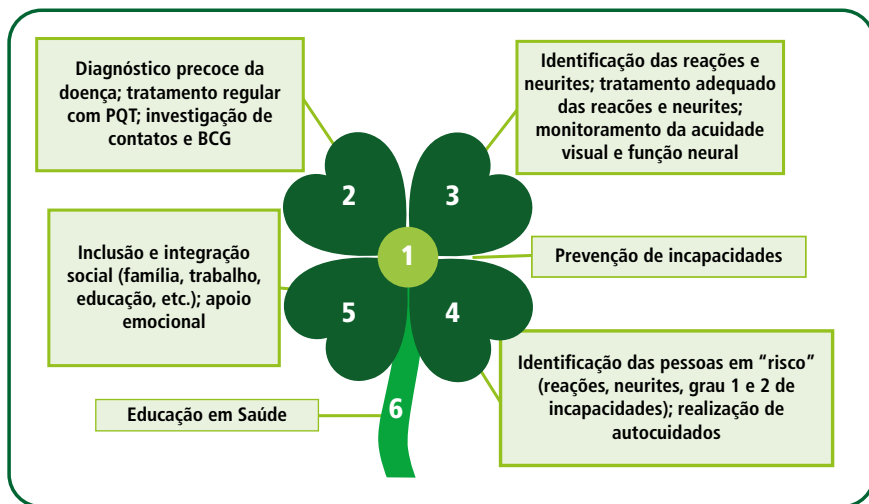 Diagnóstico precoce da
doença; tratamento regular
com PQT; investigação de
contatos e BCG
Identificação das reações e
neurites; tratamento adequado
das reacões e neurites;
monitoramento da acuidade
visual e função neural
2
3
1
Prevenção de incapacidades
Inclusão e integração
social (família, trabalho,
educação, etc.); apoio
emocional
5
4
Identificação das pessoas em “risco”
(reações, neurites, grau 1 e 2 de
incapacidades); realização de
autocuidados
Educação em Saúde
6